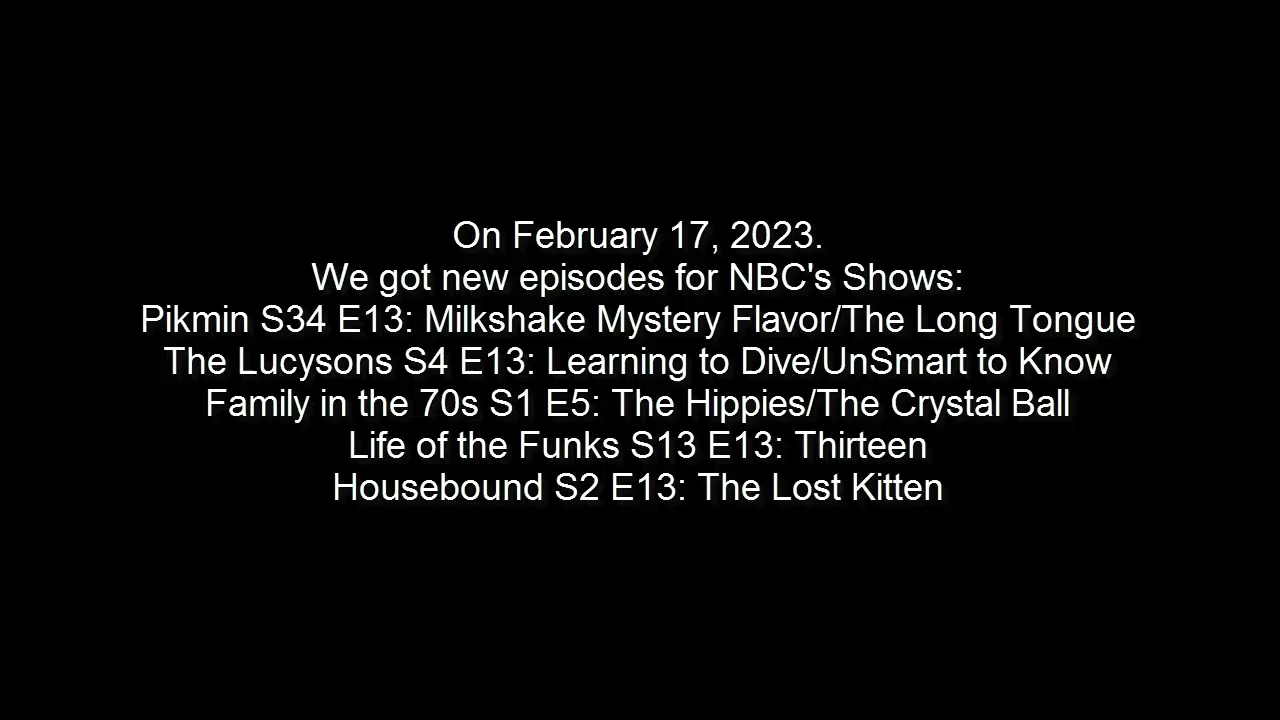 On February 17, 2023.
We got new episodes for NBC's Shows:
Pikmin S34 E13: Milkshake Mystery Flavor/The Long Tongue
The Lucysons S4 E13: Learning to Dive/UnSmart to Know
Family in the 70s S1 E5: The Hippies/The Crystal Ball
Life of the Funks S13 E13: Thirteen
Housebound S2 E13: The Lost Kitten